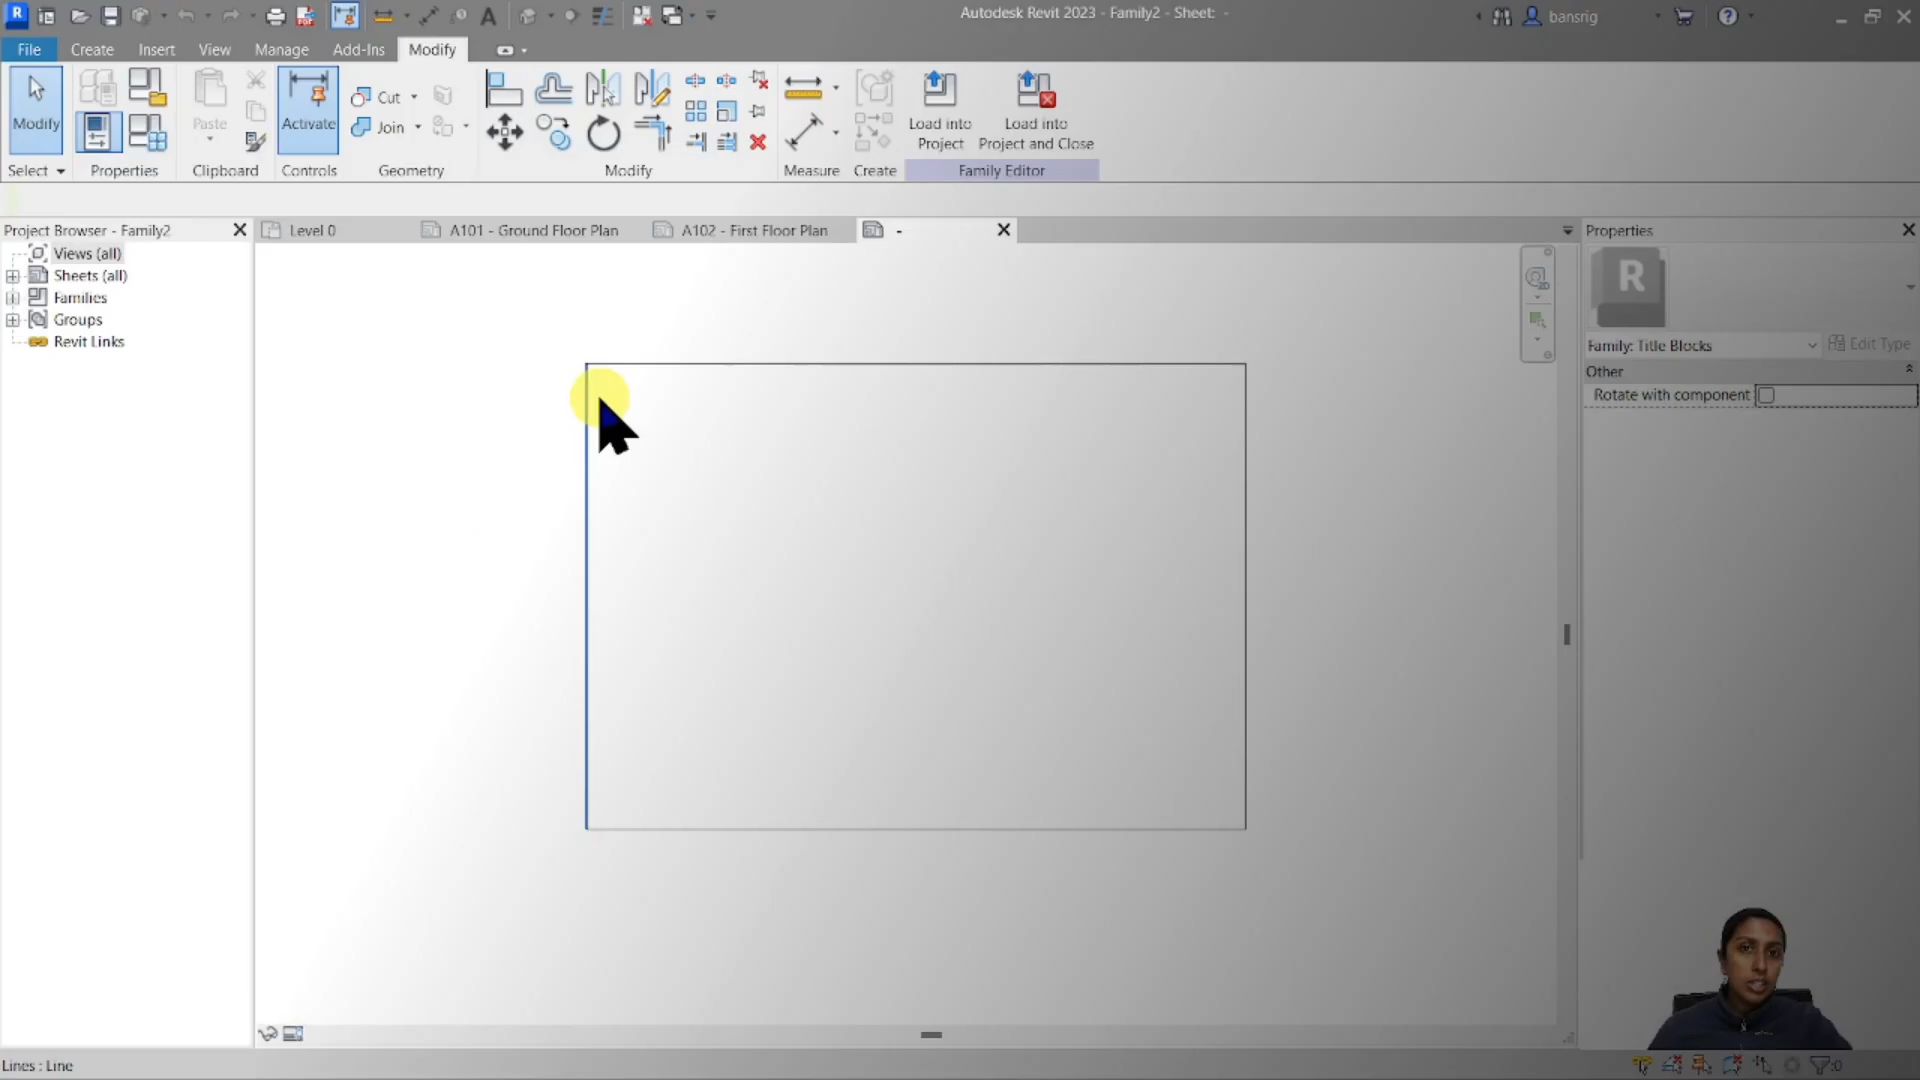 Autodesk Revit 2023 - Family2 - Sheet: -
bansrig
File Create Insert View Manage Add-Ins Modify
Modify
Paste
Activate
Cut
Join
Load into
Project
Load into
Project and Close
Select Properties Clipboard Controls Geometry Modify Measure Create Family Editor
Project Browser - Family2
Level 0
A101 - Ground Floor Plan
A102 - First Floor Plan
-
Properties
Views (all)
Sheets (all)
Families
Groups
Revit Links
2D
R
Family: Title Blocks
Edit Type
Other
Rotate with component
Lines : Line
:0